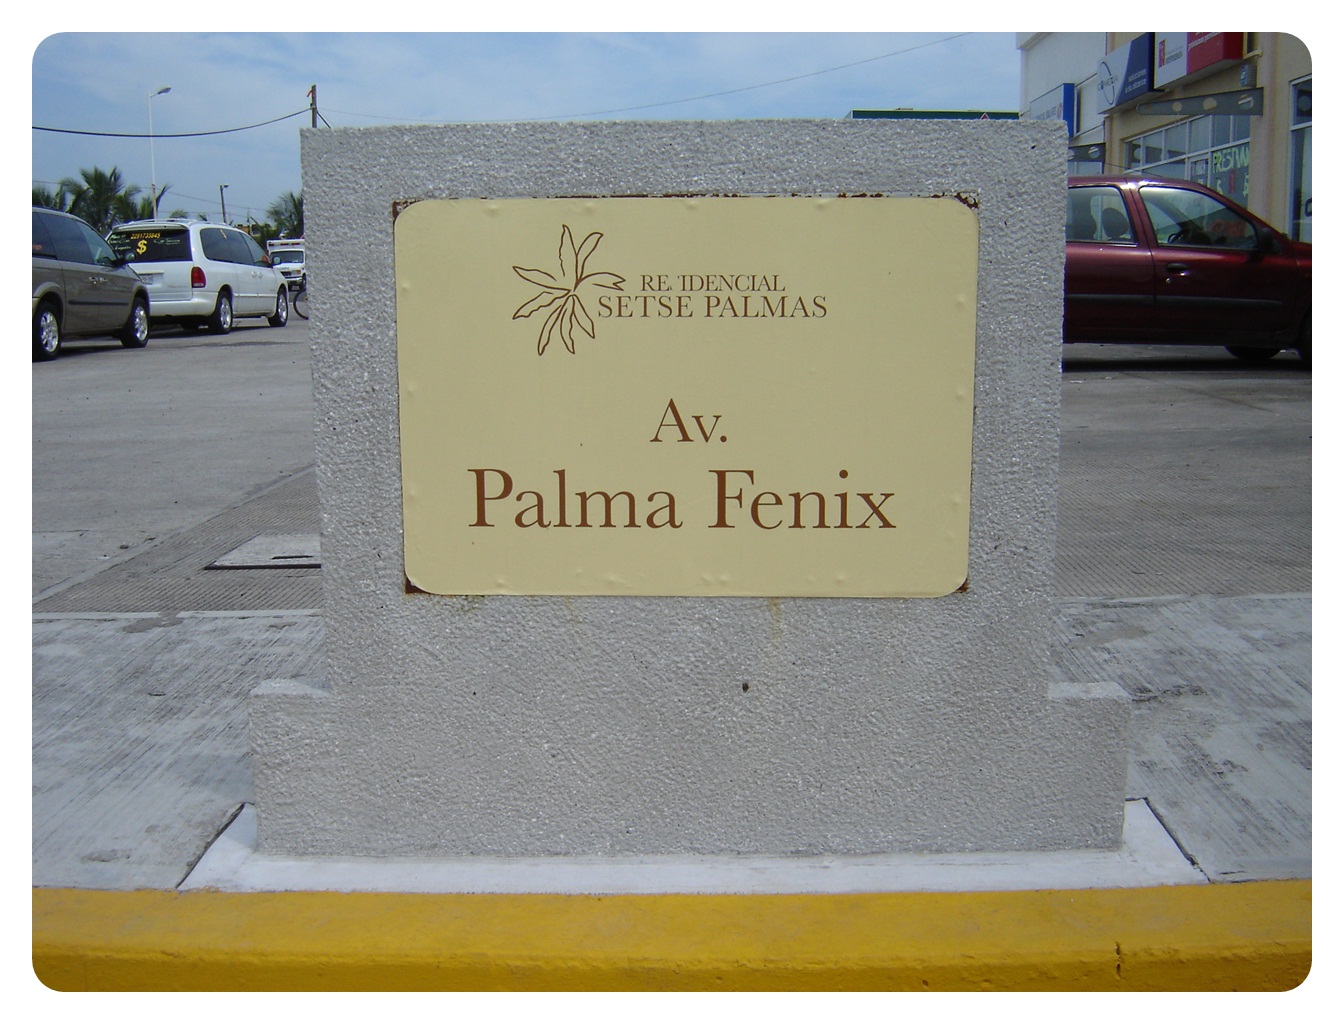 RE IDENCIAL
SETSE PALMAS
Av.
Palma Fenix
$